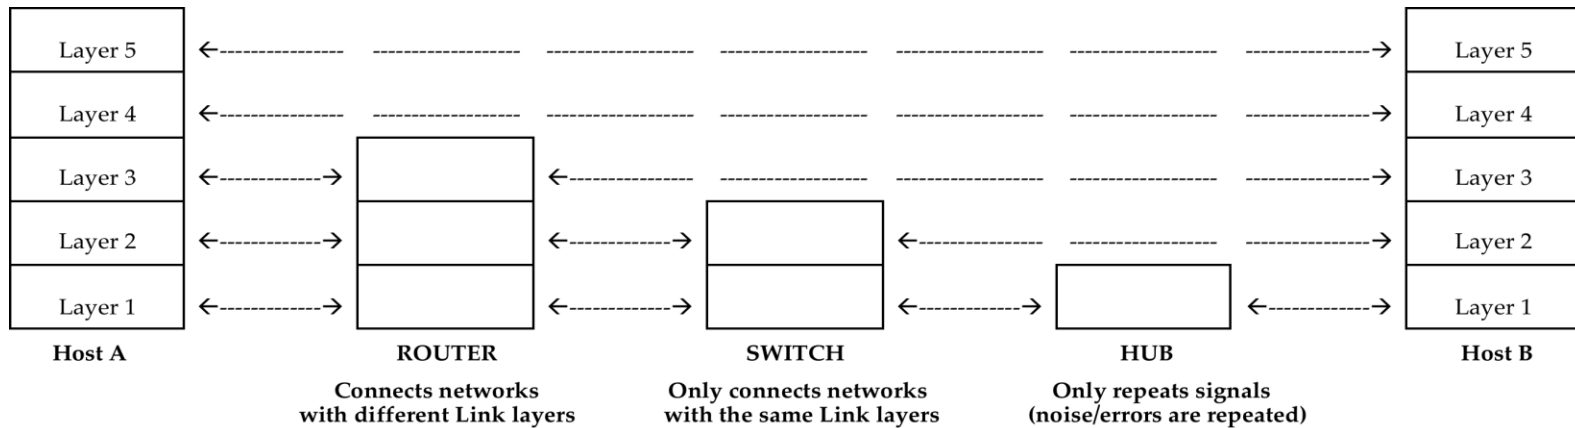 Layer 5
Layer 5
Layer 4
Layer 4
Layer 3
Layer 3
Layer 2
Layer 2
Layer 1
Layer 1
Host A
ROUTER
SWITCH
HUB
Host B
Connects networks
with different Link layers
Only connects networks
with the same Link layers
Only repeats signals
(noise/errors are repeated)